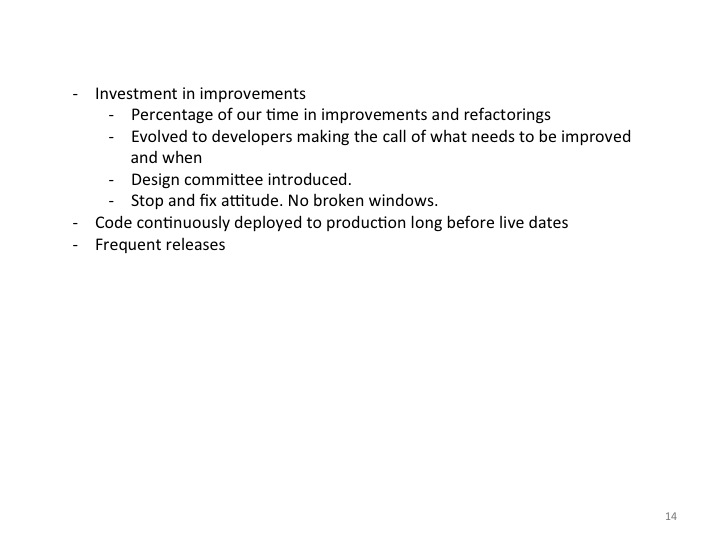 - Investment in improvements
- Percentage of our time in improvements and refactorings
- Evolved to developers making the call of what needs to be improved
and when
- Design committee introduced.
- Stop and fix attitude. No broken windows.
- Code continuously deployed to production long before live dates
- Frequent releases
14